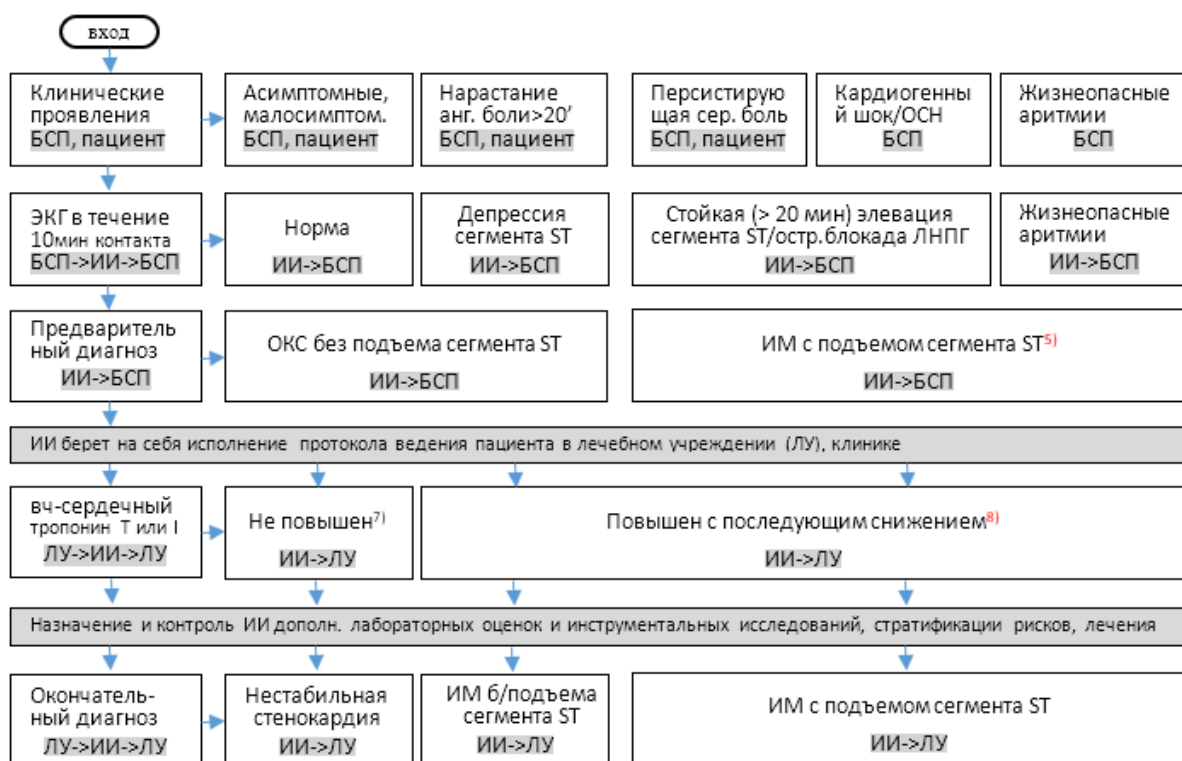 вход
Клинические
проявления
БСП, пациент
Асимптомные,
малосимптом.
БСП, пациент
Нарастание
анг. боли>20’
БСП, пациент
Персистирую
щая сер. боль
БСП, пациент
Кардиогенны
й шок/ОСН
БСП
Жизнеопасные
аритмии
БСП
ЭКГ в течение
10мин контакта
БСП->ИИ->БСП
Норма
ИИ->БСП
Депрессия
сегмента ST
ИИ->БСП
Стойкая (> 20 мин) элевация
сегмента ST/остр.блокада ЛНПГ
ИИ->БСП
Жизнеопасные
аритмии
ИИ->БСП
Предваритель
ный диагноз
ИИ->БСП
ОКС без подъема сегмента ST
ИИ->БСП
ИМ с подъемом сегмента ST5)
ИИ->БСП
ИИ берет на себя исполнение протокола ведения пациента в лечебном учреждении (ЛУ), клинике
вч-сердечный
тропонин Т или I
ЛУ->ИИ->ЛУ
Не повышен7)
ИИ->ЛУ
Повышен с последующим снижением8)
ИИ->ЛУ
Назначение и контроль ИИ дополн. лабораторных оценок и инструментальных исследований, стратификации рисков, лечения
Окончатель-
ный диагноз
ЛУ->ИИ->ЛУ
Нестабильная
стенокардия
ИИ->ЛУ
ИМ б/подъема
сегмента ST
ИИ->ЛУ
ИМ с подъемом сегмента ST
ИИ->ЛУ